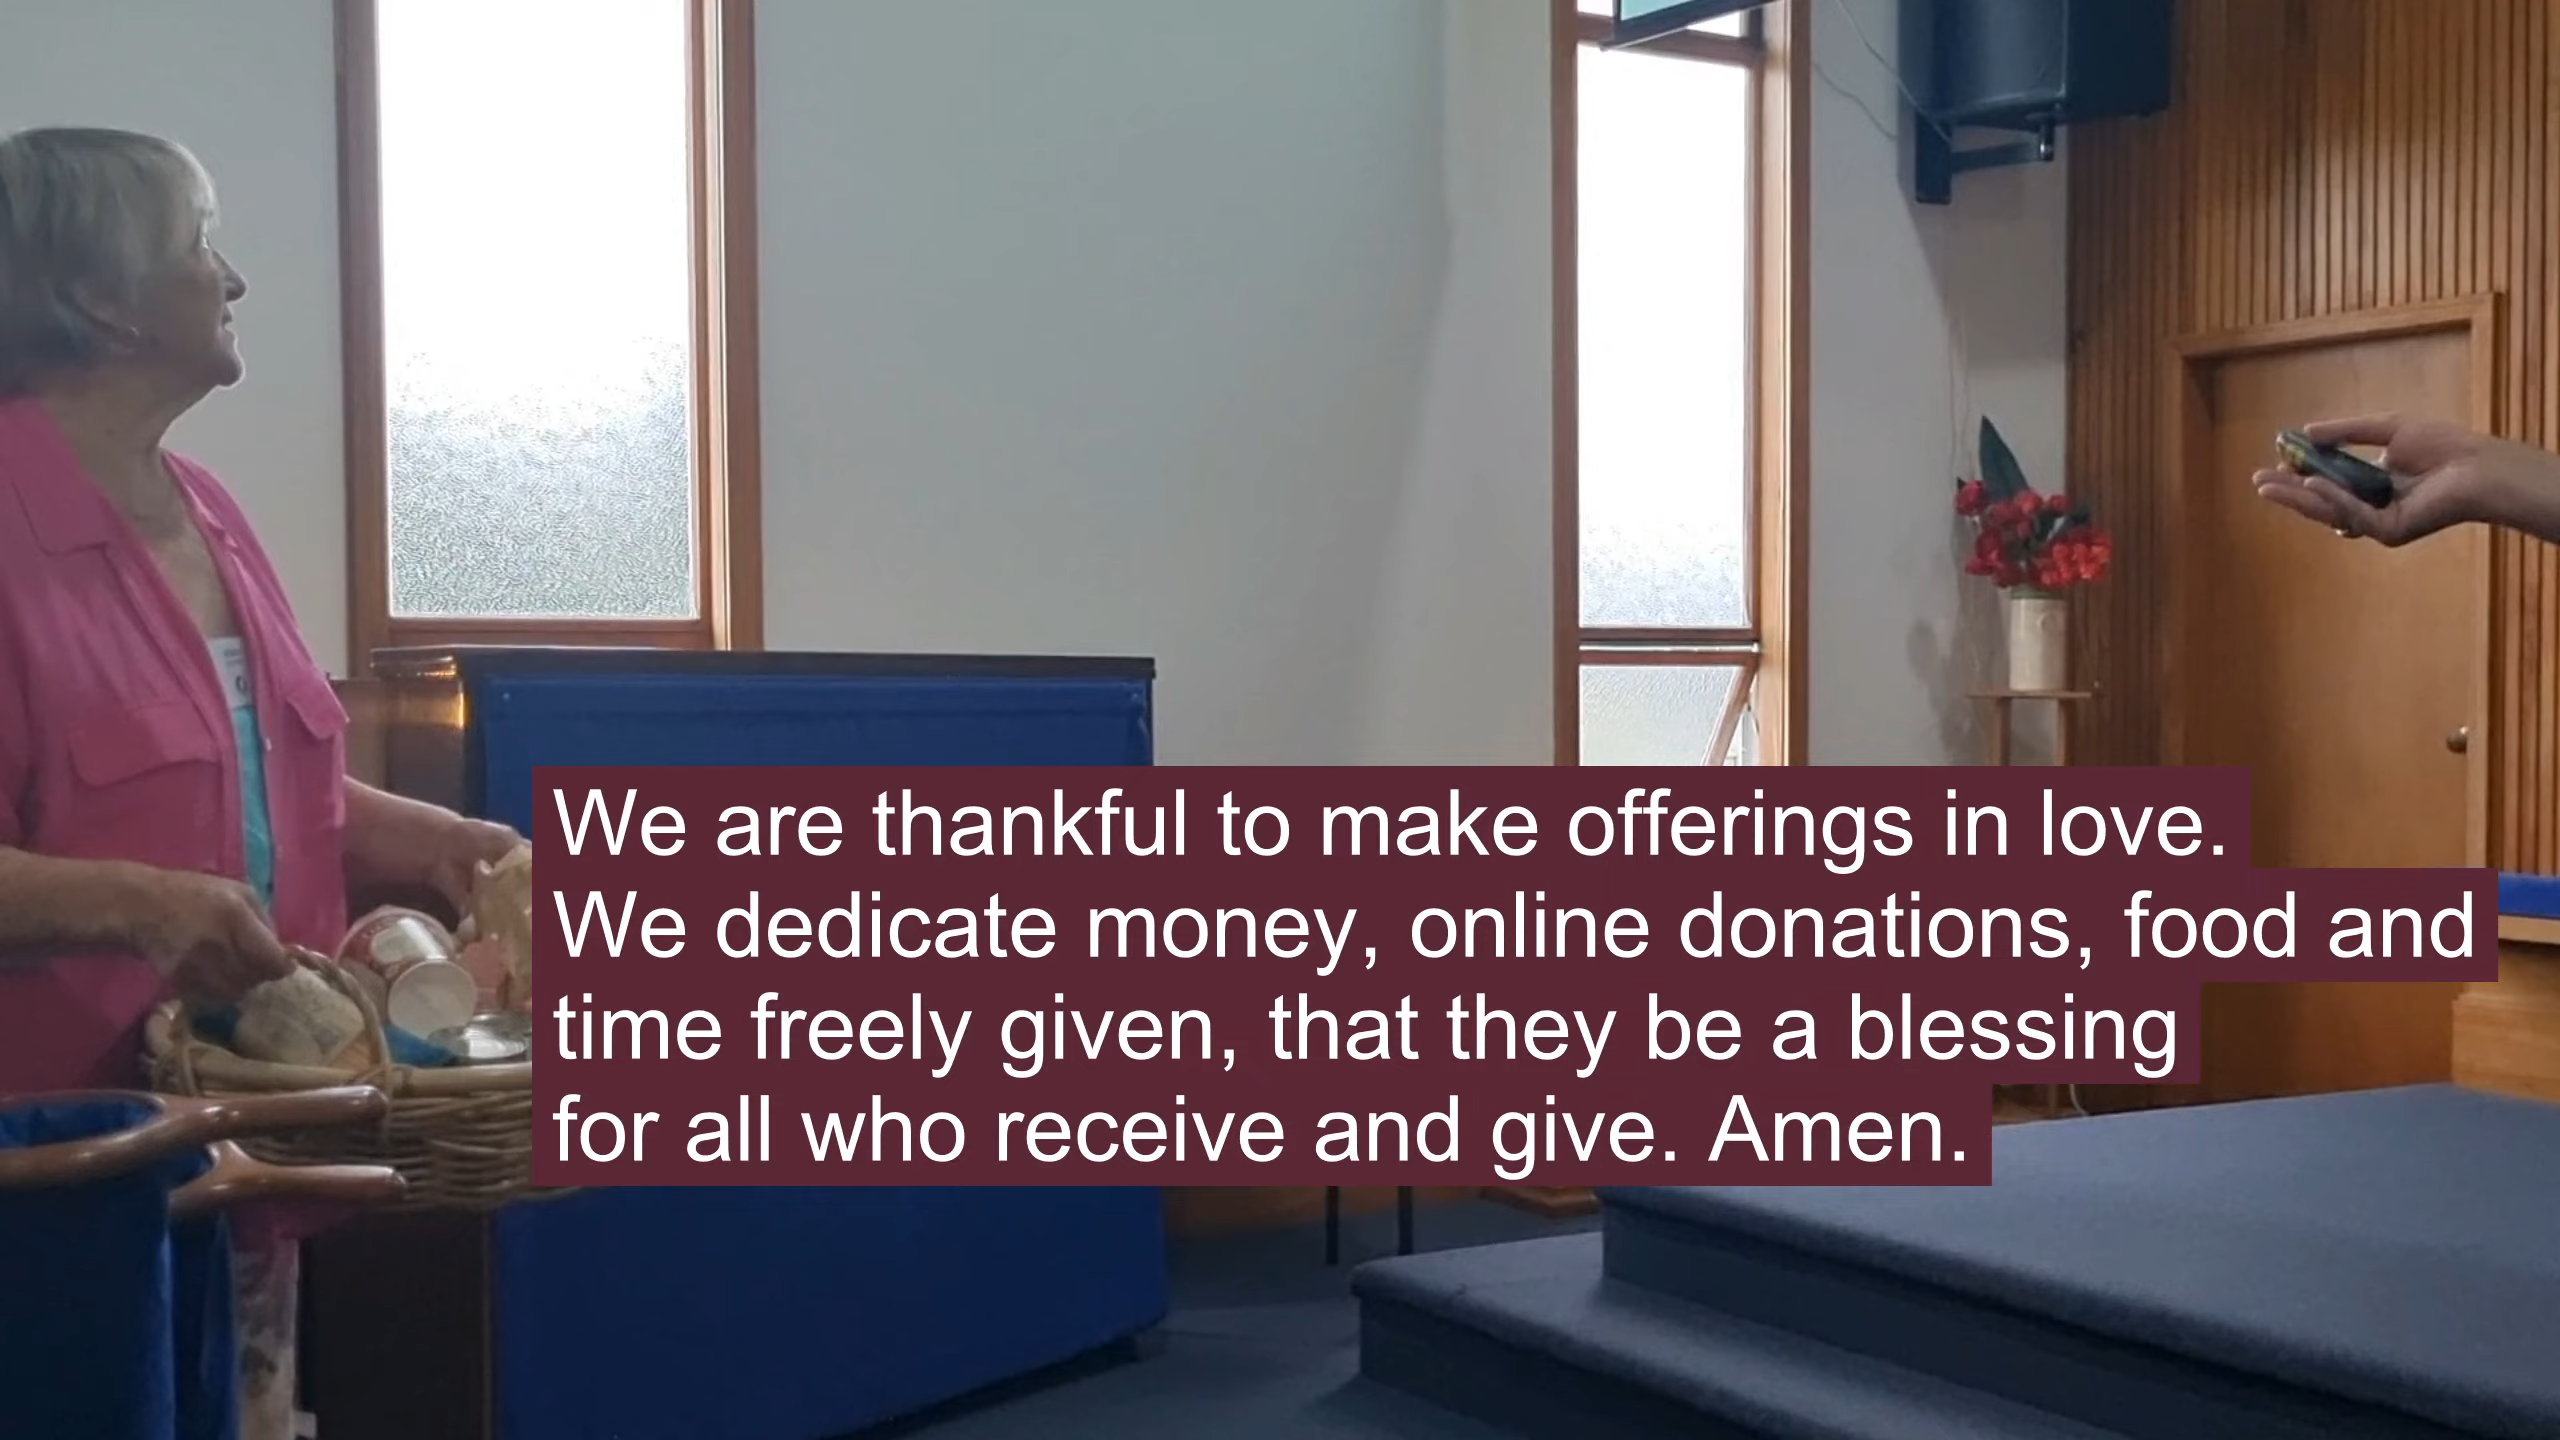 We are thankful to make offerings in love.
We dedicate money, online donations, food and
time freely given, that they be a blessing
for all who receive and give. Amen.